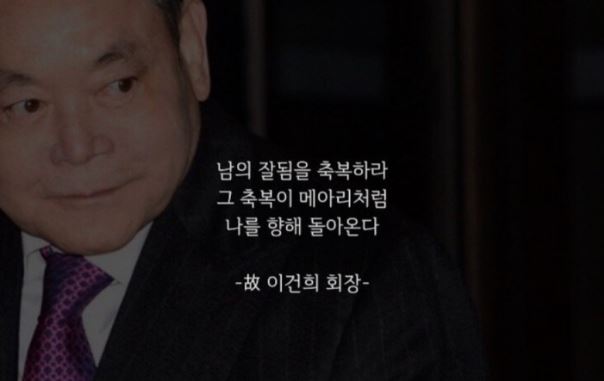 남의 잘됨을 축복하라
그 축복이 메아리처럼
나를 향해 돌아온다
-故 이건희 회장-